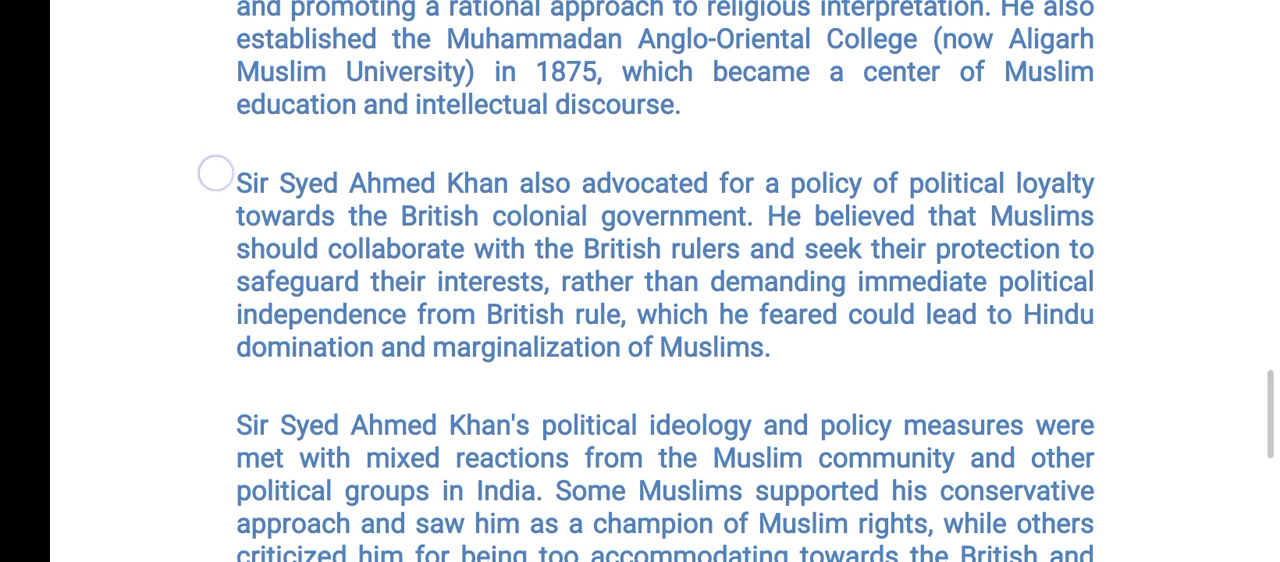 and promoting a rational approach to religious interpretation. He also
established the Muhammadan Anglo-Oriental College (now Aligarh
Muslim University) in 1875, which became a center of Muslim
education and intellectual discourse.
Sir Syed Ahmed Khan also advocated for a policy of political loyalty
towards the British colonial government. He believed that Muslims
should collaborate with the British rulers and seek their protection to
safeguard their interests, rather than demanding immediate political
independence from British rule, which he feared could lead to Hindu
domination and marginalization of Muslims.
Sir Syed Ahmed Khan's political ideology and policy measures were
met with mixed reactions from the Muslim community and other
political groups in India. Some Muslims supported his conservative
approach and saw him as a champion of Muslim rights, while others
criticized him for being too accommodating towards the British and